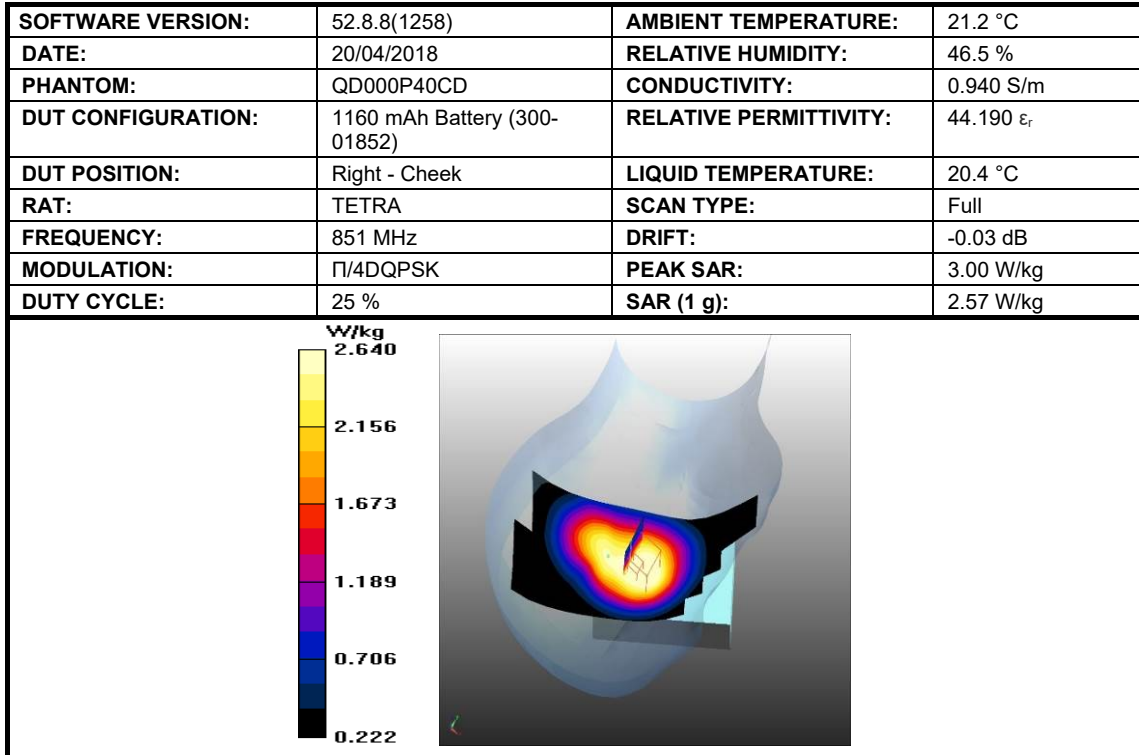 SOFTWARE VERSION: 52.8.8(1258) AMBIENT TEMPERATURE: 21.2 °C
DATE: 20/04/2018 RELATIVE HUMIDITY: 46.5 %
PHANTOM: QD000P40CD CONDUCTIVITY: 0.940 S/m
DUT CONFIGURATION: 1160 mAh Battery (300- RELATIVE PERMITTIVITY: 44.190 εr
01852)
DUT POSITION: Right - Cheek LIQUID TEMPERATURE: 20.4 °C
RAT: TETRA SCAN TYPE: Full
FREQUENCY: 851 MHz DRIFT: -0.03 dB
MODULATION: Π/4DQPSK PEAK SAR: 3.00 W/kg
DUTY CYCLE: 25 % SAR (1 g): 2.57 W/kg
W/kg
2.640
2.156
1.673
1.189
0.706
0.222